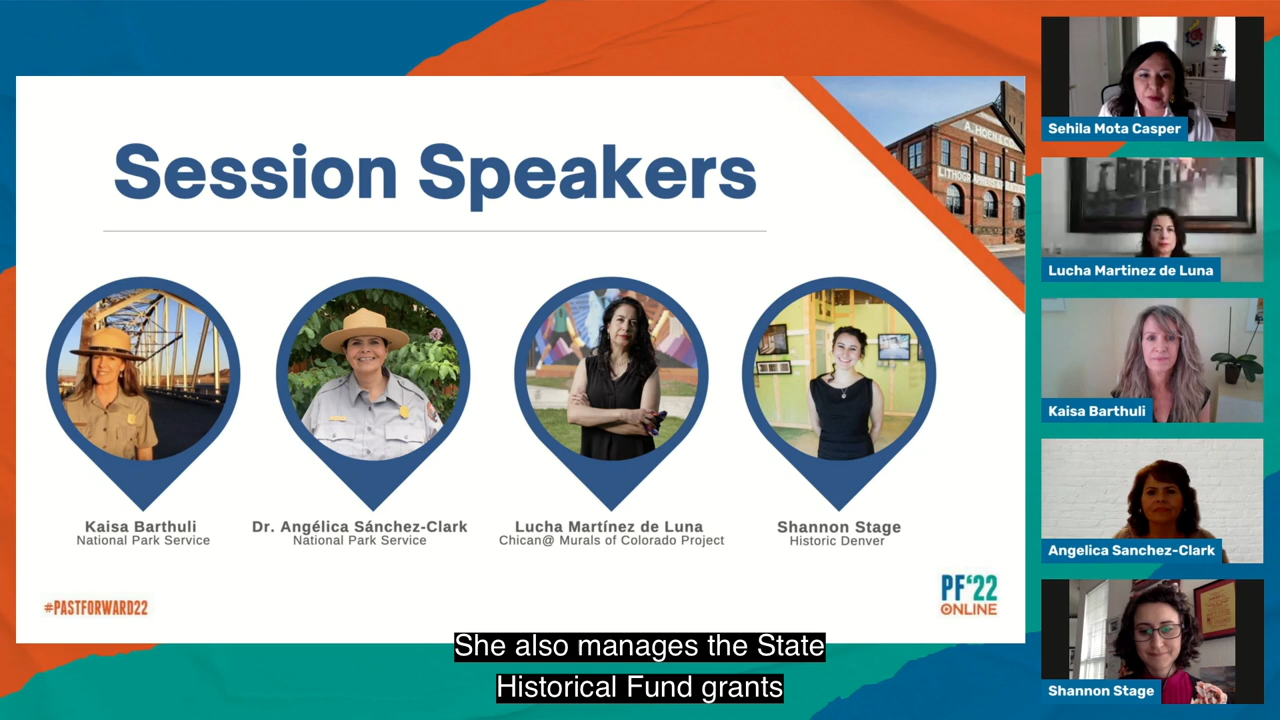 Session Speakers
A. HOEN & CO.
Kaisa Barthuli
National Park Service
Dr. Angélica Sánchez-Clark
National Park Service
Lucha Martínez de Luna
Chican@ Murals of Colorado Project
Shannon Stage
Historic Denver
#PASTFORWARD22
PF'22
ONLINE
She also manages the State
Historical Fund grants
Sehila Mota Casper
Lucha Martinez de Luna
Kaisa Barthuli
Angelica Sanchez-Clark
Shannon Stage